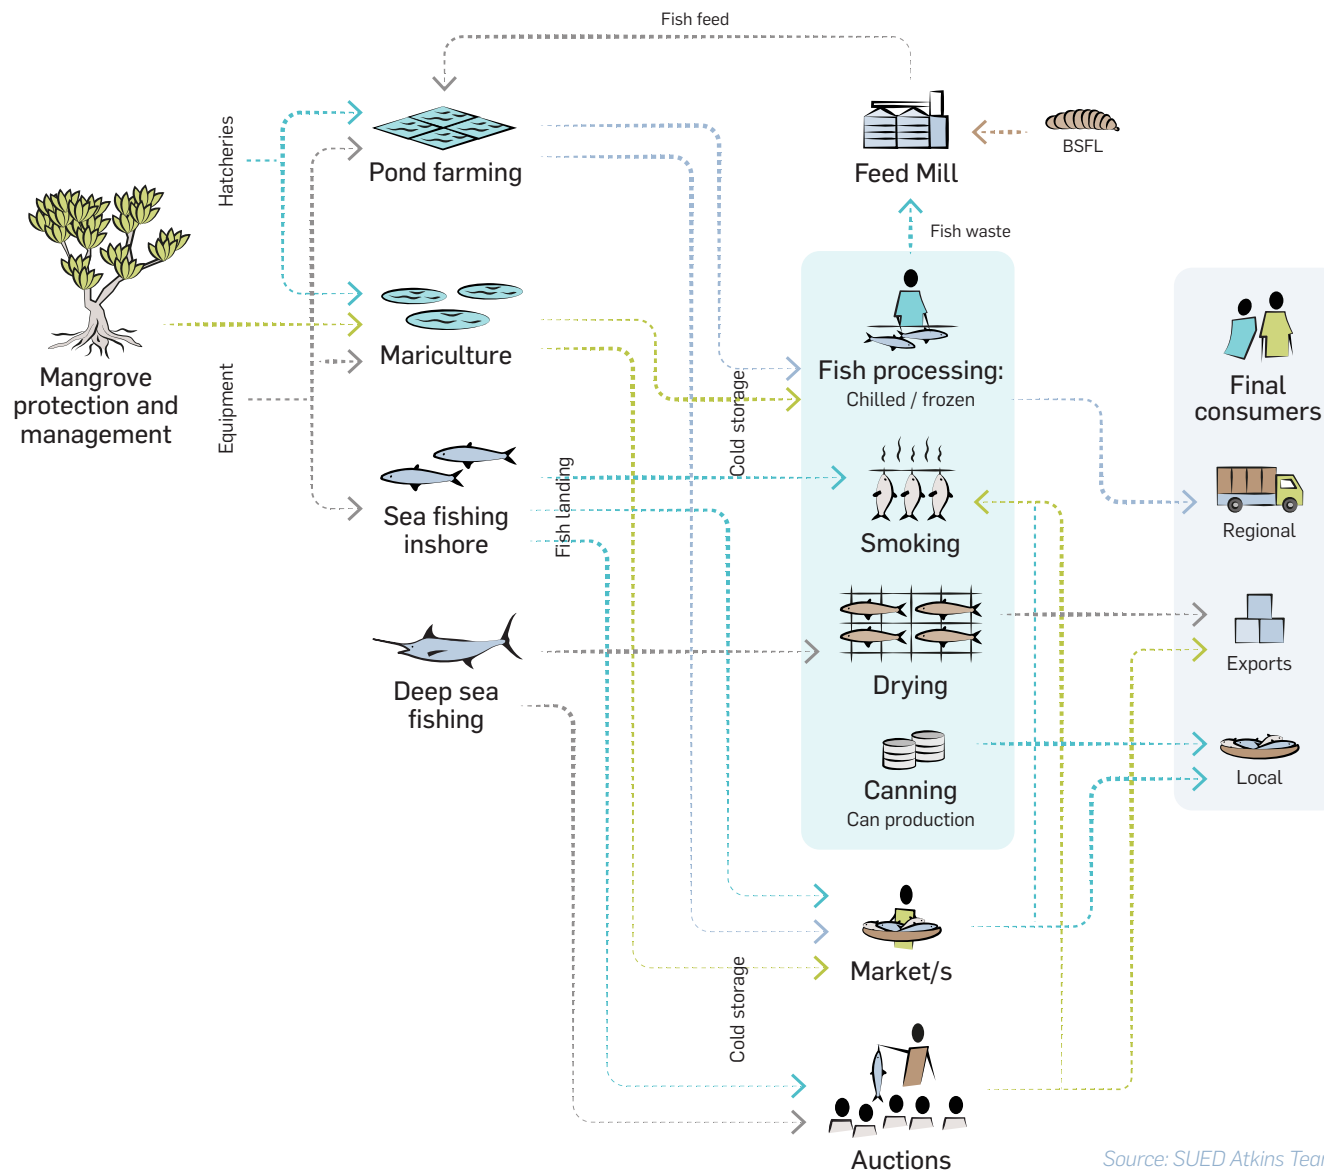 Fish feed
Hatcheries
Pond farming
Feed Mill
BSFL
Fish waste
Mangrove
protection and
management
Equipment
Mariculture
Cold storage
Fish processing:
Chilled / frozen
Final
consumers
Fish landing
Sea fishing
inshore
Smoking
Regional
Deep sea
fishing
Drying
Exports
Canning
Can production
Local
Market/s
Cold storage
Auctions
Source: SUED Atkins